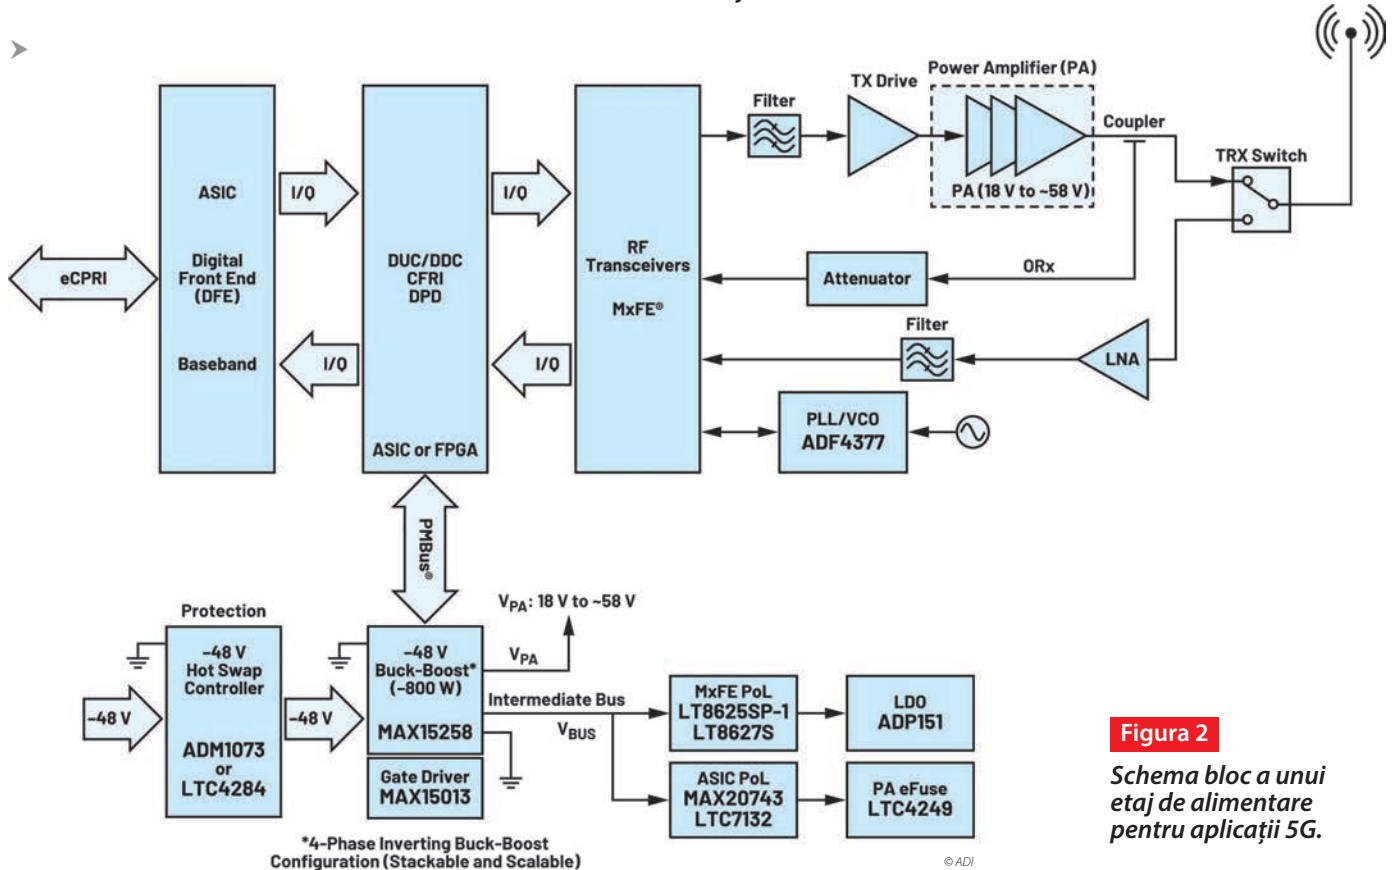 Power Amplifier (PA)
TX Drive
Filter
Coupler
TRX Switch
PA (18 V to ~58 V)
ASIC
I/Q
I/Q
RF
Transceivers
MxFE®
eCPRI
Digital
Front End
(DFE)
DUC/DDC
CFRI
DPD
Attenuator
ORx
Filter
Baseband
I/Q
I/Q
LNA
PLL/VCO
ADF4377
ASIC or FPGA
PMBus®
Protection
VPA: 18 V to ~58 V
–48 V
–48 V
Hot Swap
Controller
ADM1073
or
LTC4284
–48 V
–48 V
Buck-Boost*
(~800 W)
MAX15258
Gate Driver
MAX15013
VPA
Intermediate Bus
VBUS
MxFE PoL
LT8625SP-1
LT8627S
LDO
ADP151
ASIC PoL
MAX20743
LTC7132
PA eFuse
LTC4249
*4-Phase Inverting Buck-Boost
Configuration (Stackable and Scalable)
© ADI
Figura 2
Schema bloc a unui
etaj de alimentare
pentru aplicații 5G.